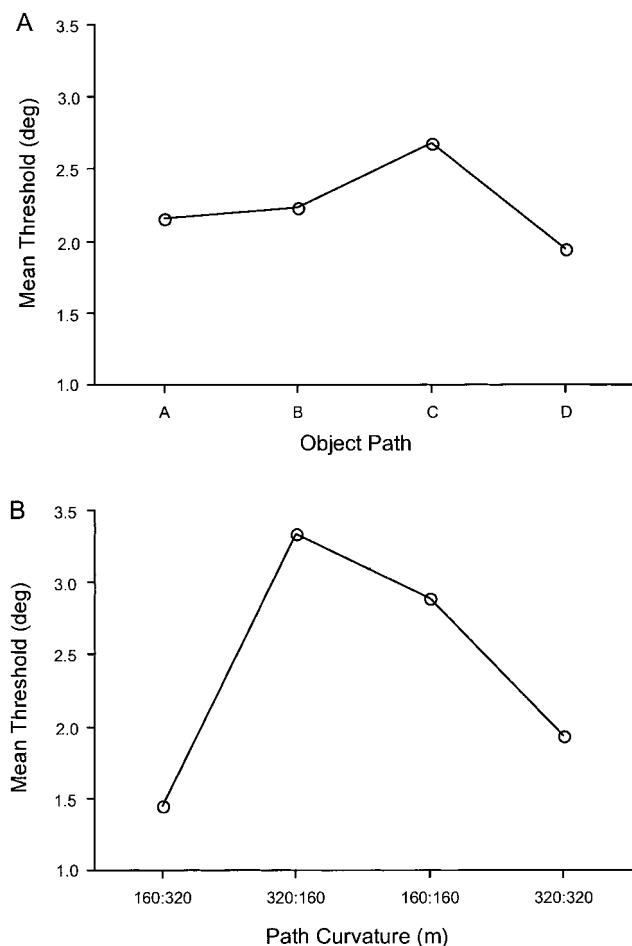 A
3.5
3.0
2.5
2.0
1.5
1.0
Mean Threshold (deg)
A B C D
Object Path
B
3.5
3.0
2.5
2.0
1.5
1.0
Mean Threshold (deg)
160:320 320:160 160:160 320:320
Path Curvature (m)